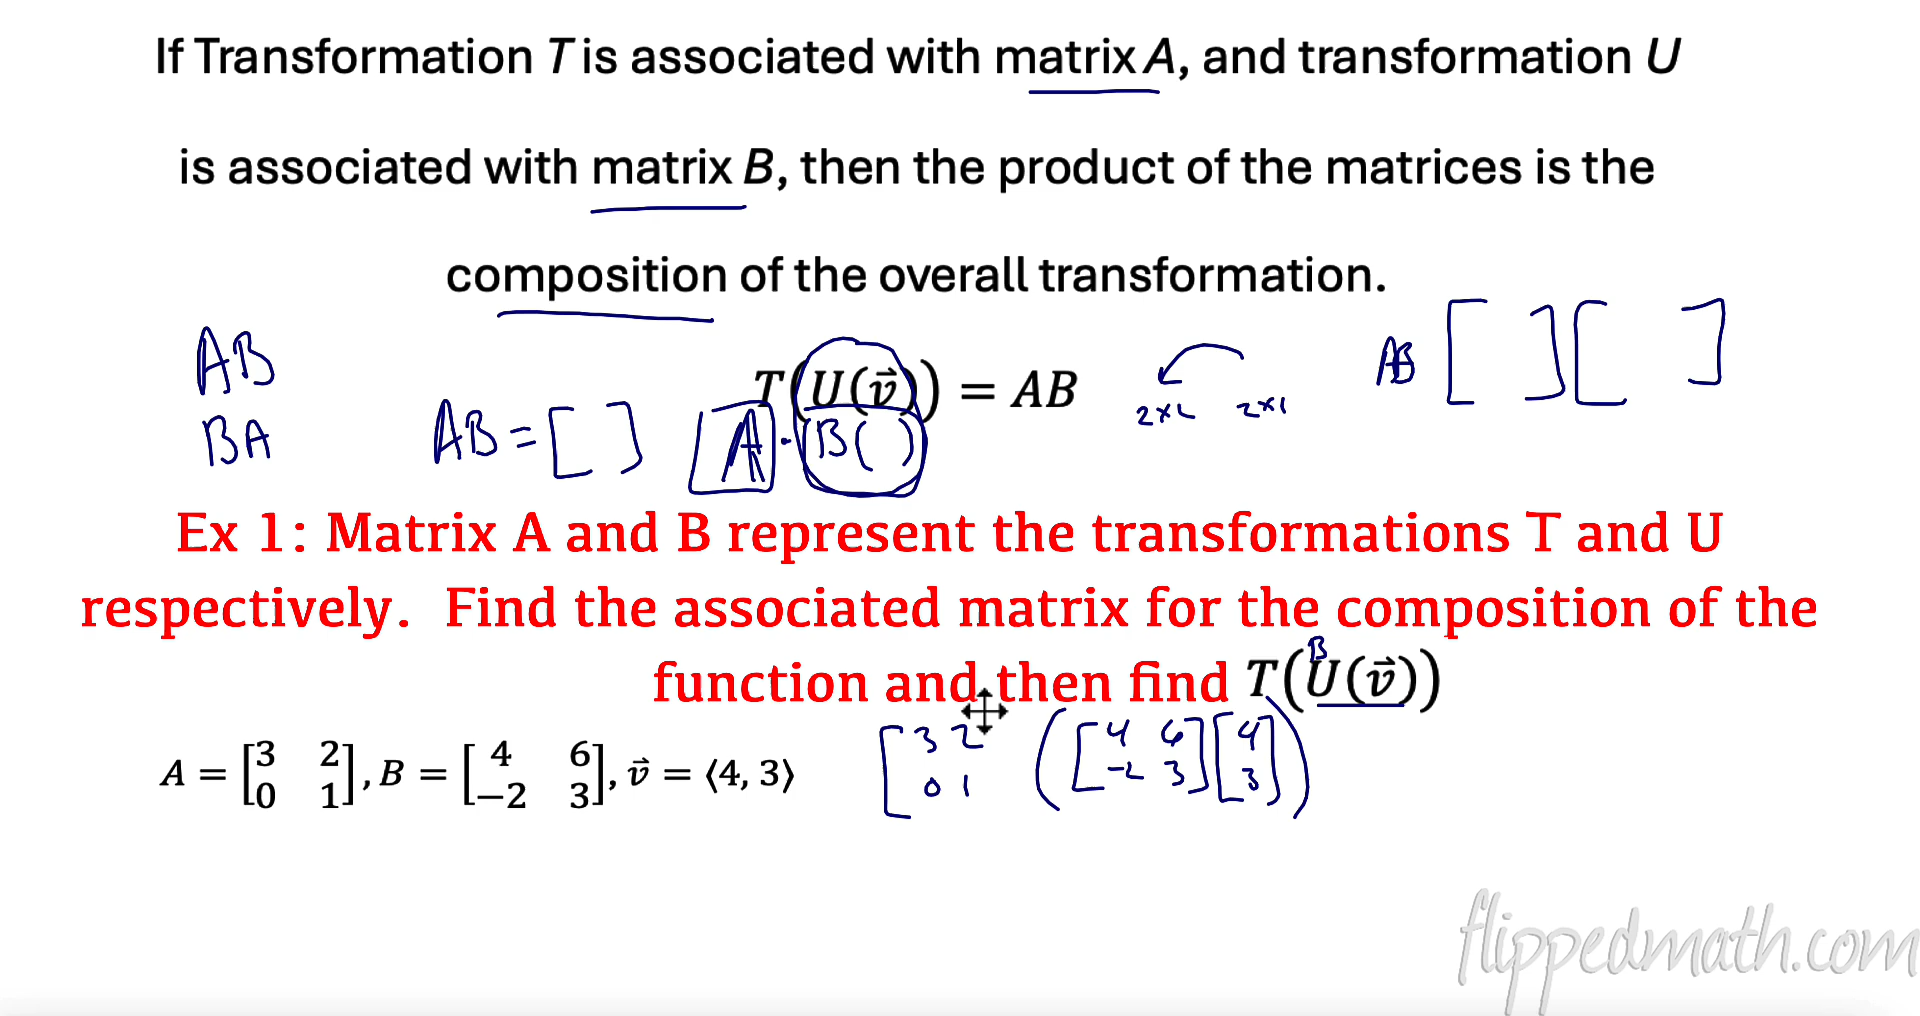 If Transformation T is associated with matrix A, and transformation U
is associated with matrix B, then the product of the matrices is the
composition of the overall transformation.
AB
BA
T(U(v⃗)) = AB
AB = [ ]
A · (B( ))
2×2 2×1
AB [ ] [ ]
Ex 1: Matrix A and B represent the transformations T and U
respectively. Find the associated matrix for the composition of the
function and then find T(U(v⃗))
B
A = [3 2; 0 1], B = [4 6; -2 3], v⃗ = ⟨4, 3⟩
[3 2; 0 1] ([4 6; -2 3] [4; 3])
flippedmath.com